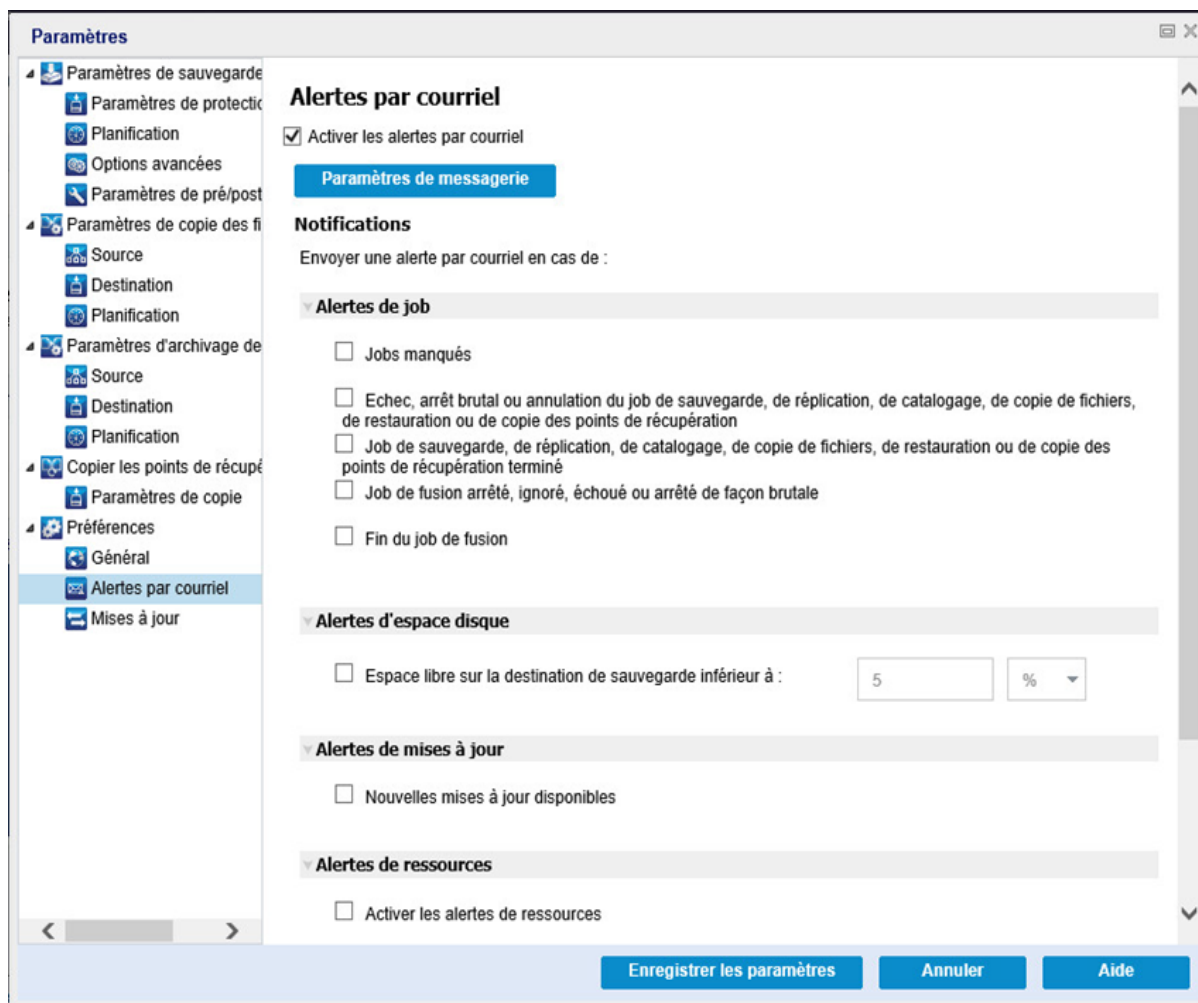 Paramètres
Paramètres de sauvegarde
Paramètres de protectic
Planification
Options avancées
Paramètres de pré/post
Paramètres de copie des fi
Source
Destination
Planification
Paramètres d'archivage de
Source
Destination
Planification
Copier les points de récupé
Paramètres de copie
Préférences
Général
Alertes par courriel
Mises à jour
Alertes par courriel
Activer les alertes par courriel
Paramètres de messagerie
Notifications
Envoyer une alerte par courriel en cas de :
Alertes de job
Jobs manqués
Echec, arrêt brutal ou annulation du job de sauvegarde, de réplication, de catalogage, de copie de fichiers,
de restauration ou de copie des points de récupération
Job de sauvegarde, de réplication, de catalogage, de copie de fichiers, de restauration ou de copie des
points de récupération terminé
Job de fusion arrêté, ignoré, échoué ou arrêté de façon brutale
Fin du job de fusion
Alertes d'espace disque
Espace libre sur la destination de sauvegarde inférieur à : 5 %
Alertes de mises à jour
Nouvelles mises à jour disponibles
Alertes de ressources
Activer les alertes de ressources
Enregistrer les paramètres Annuler Aide